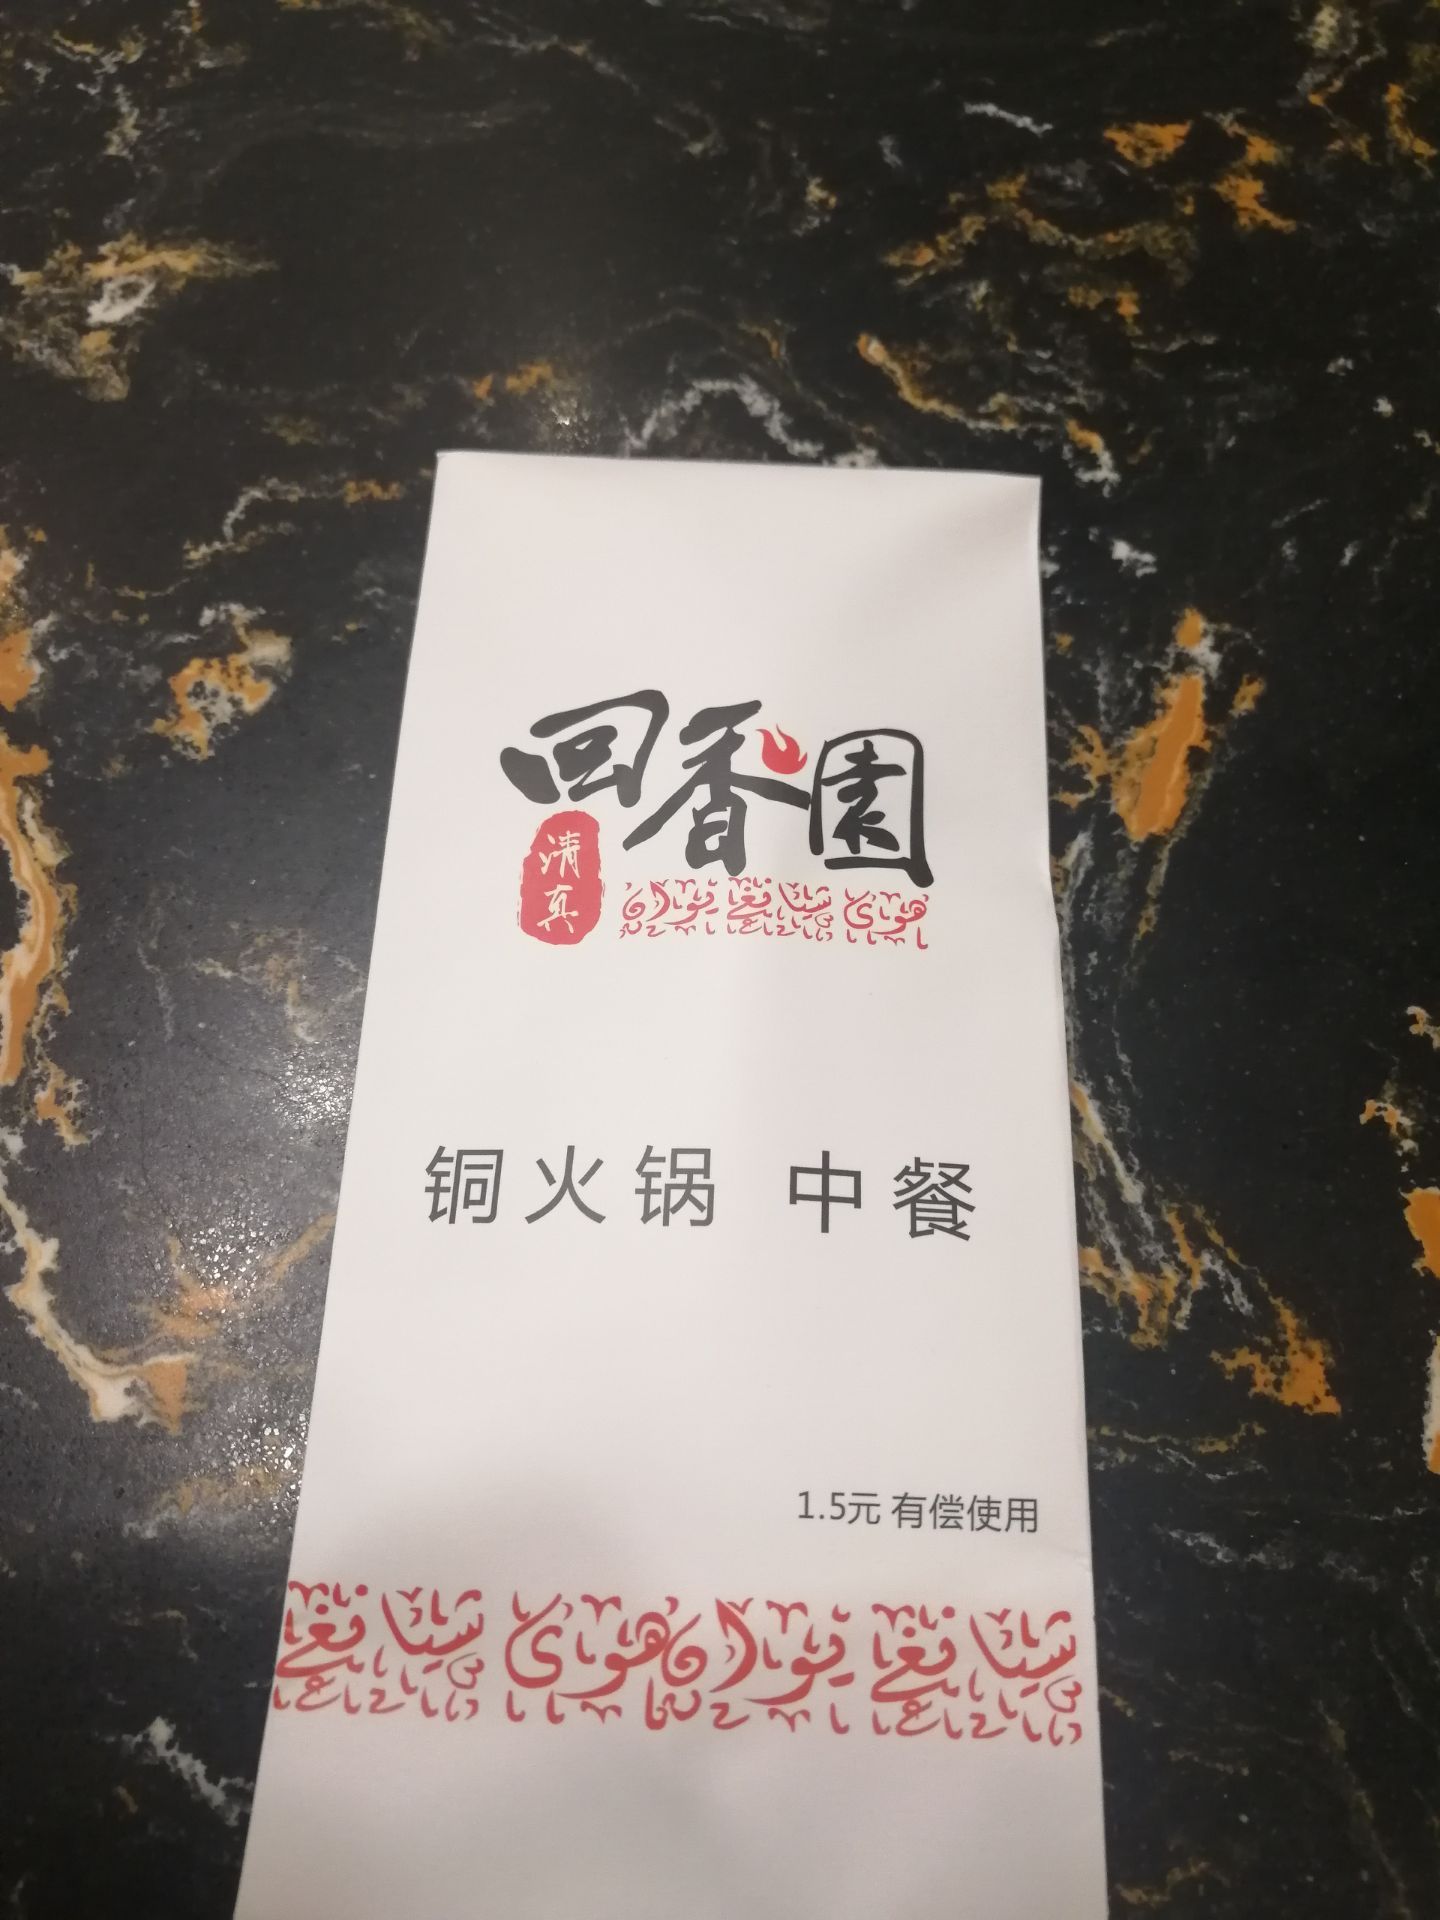 回香園
清真
铜火锅 中餐
1.5元 有偿使用